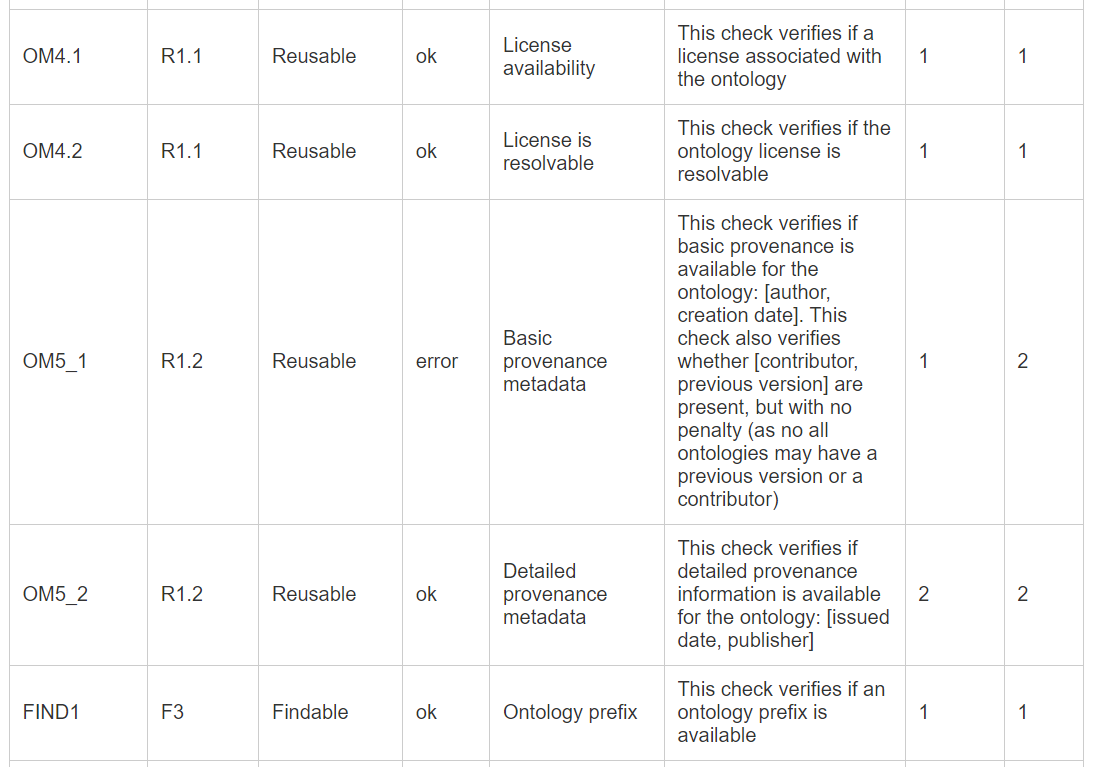 OM4.1
R1.1
Reusable
ok
License
availability
This check verifies if a
license associated with
the ontology
1
1
OM4.2
R1.1
Reusable
ok
License is
resolvable
This check verifies if the
ontology license is
resolvable
1
1
OM5_1
R1.2
Reusable
error
Basic
provenance
metadata
This check verifies if
basic provenance is
available for the
ontology: [author,
creation date]. This
check also verifies
whether [contributor,
previous version] are
present, but with no
penalty (as no all
ontologies may have a
previous version or a
contributor)
1
2
OM5_2
R1.2
Reusable
ok
Detailed
provenance
metadata
This check verifies if
detailed provenance
information is available
for the ontology: [issued
date, publisher]
2
2
FIND1
F3
Findable
ok
Ontology prefix
This check verifies if an
ontology prefix is
available
1
1